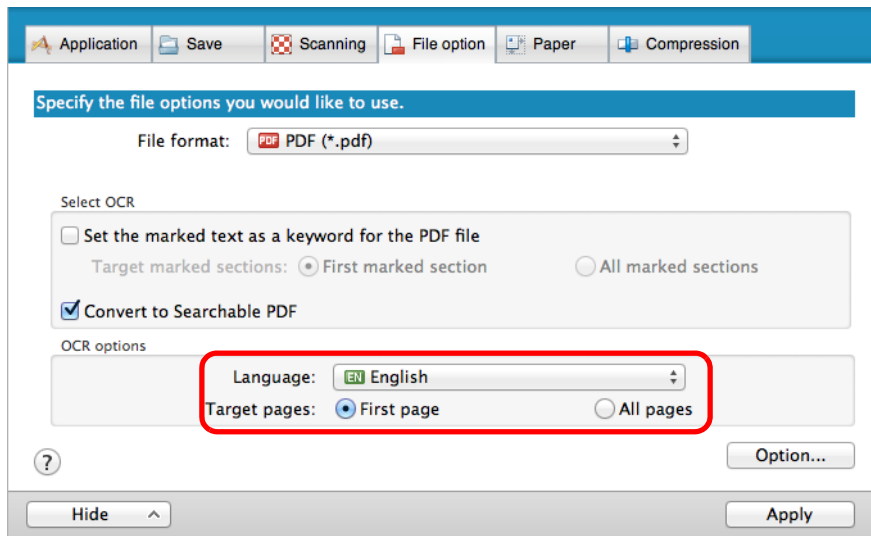 Application Save Scanning File option Paper Compression
Specify the file options you would like to use.
File format: PDF PDF (*.pdf)
Select OCR
Set the marked text as a keyword for the PDF file
Target marked sections: First marked section All marked sections
Convert to Searchable PDF
OCR options
Language: EN English
Target pages: First page All pages
? Option...
Hide Apply